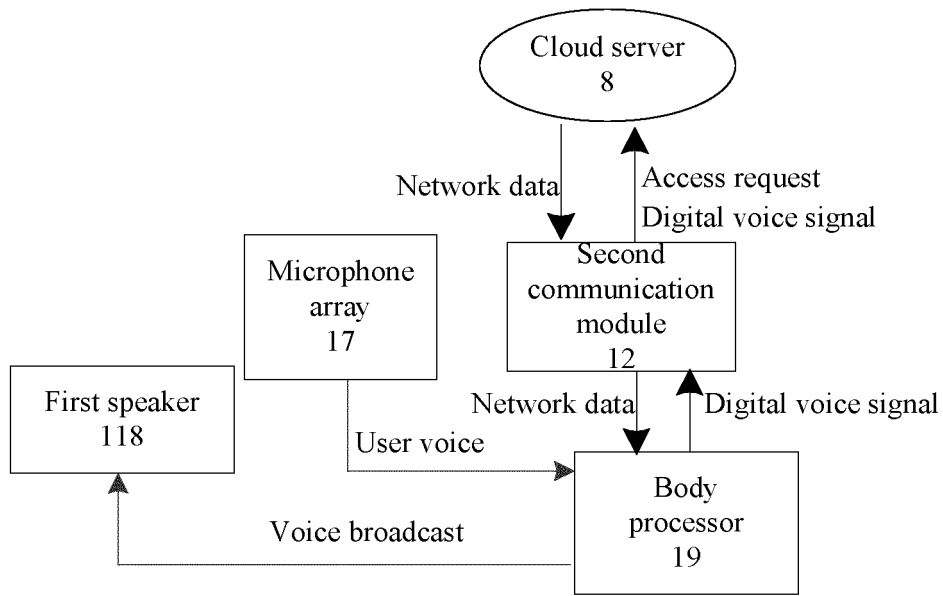 Cloud server
8
Network data
Access request
Digital voice signal
Microphone
array
17
Second
communication
module
12
First speaker
118
Network data
Digital voice signal
User voice
Body
processor
19
Voice broadcast